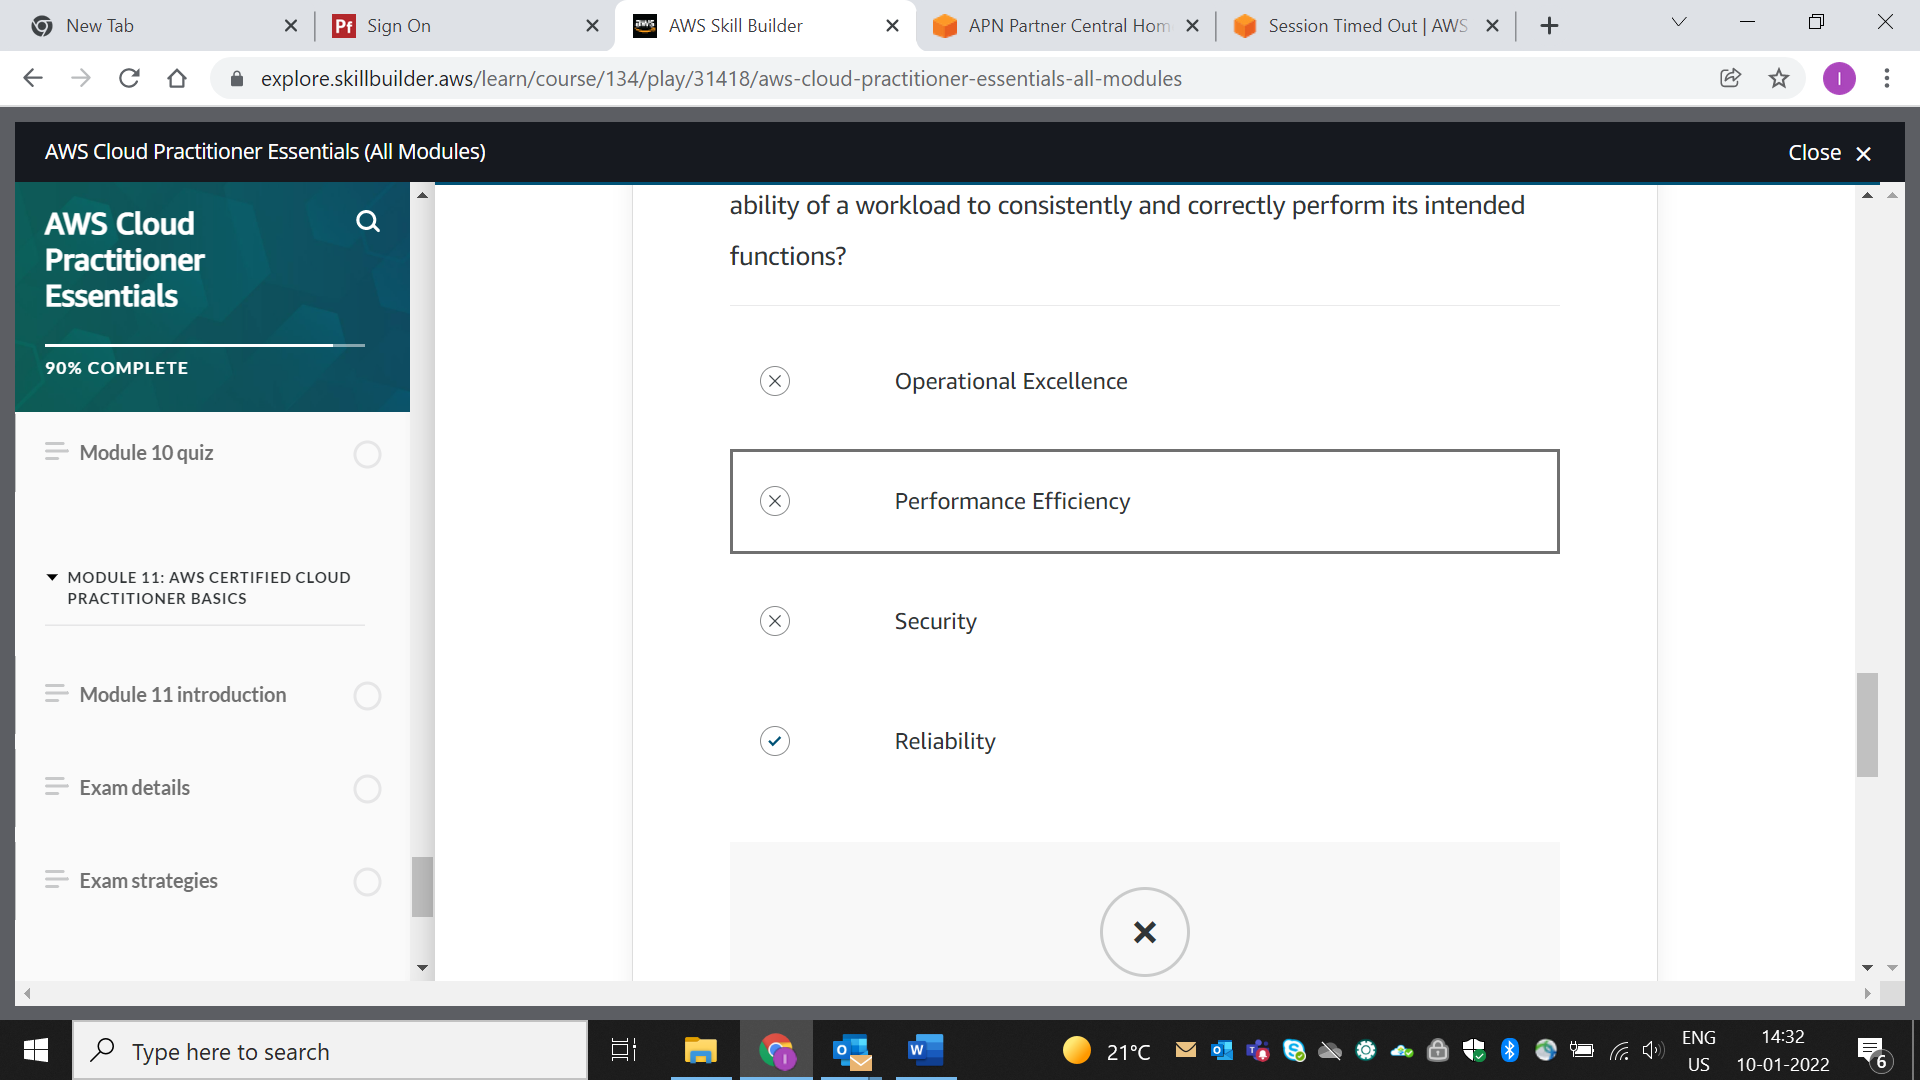 New Tab
Pf Sign On
aws AWS Skill Builder
APN Partner Central Hom
Session Timed Out | AWS
explore.skillbuilder.aws/learn/course/134/play/31418/aws-cloud-practitioner-essentials-all-modules
I
AWS Cloud Practitioner Essentials (All Modules)
Close
AWS Cloud
Practitioner
Essentials
90% COMPLETE
Module 10 quiz
MODULE 11: AWS CERTIFIED CLOUD
PRACTITIONER BASICS
Module 11 introduction
Exam details
Exam strategies
ability of a workload to consistently and correctly perform its intended
functions?
Operational Excellence
Performance Efficiency
Security
Reliability
Type here to search
21°C
ENG
US
14:32
10-01-2022
6